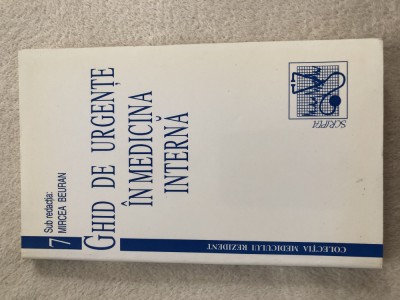 7
Sub redacția:
MIRCEA BEURAN
GHID DE URGENȚE
ÎN MEDICINA
INTERNĂ
SCRIPTA
COLECȚIA MEDICULUI REZIDENT